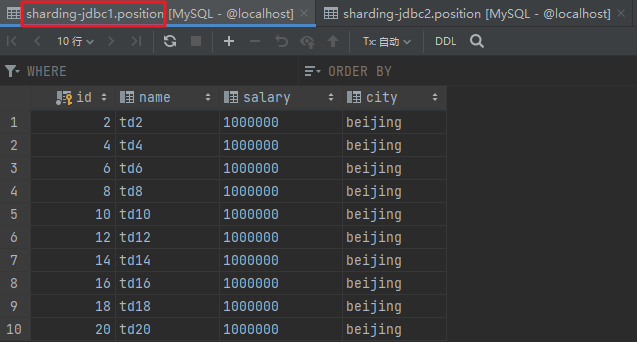 sharding-jdbc1.position [MySQL - @localhost] sharding-jdbc2.position [MySQL - @localhost]
10 行 Tx: 自动 DDL
WHERE ORDER BY
id name salary city
1 2 td2 1000000 beijing
2 4 td4 1000000 beijing
3 6 td6 1000000 beijing
4 8 td8 1000000 beijing
5 10 td10 1000000 beijing
6 12 td12 1000000 beijing
7 14 td14 1000000 beijing
8 16 td16 1000000 beijing
9 18 td18 1000000 beijing
10 20 td20 1000000 beijing